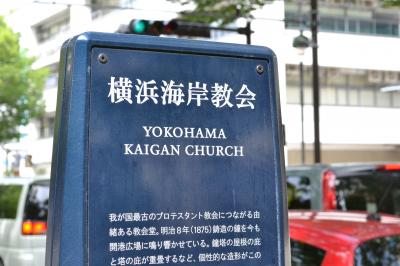 横浜海岸教会
YOKOHAMA
KAIGAN CHURCH
我が国最古のプロテスタント教会につながる由
緒ある教会堂。明治8年(1875)鋳造の鐘を今も
開港広場に鳴り響かせている。鐘塔の屋根の庇
と塔の庇が重畳するなど、個性的な造形がこの